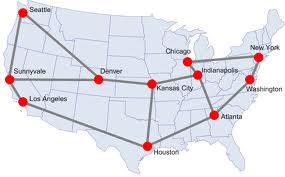 Seattle
New York
Chicago
Indianapolis
Sunnyvale
Denver
Kansas City
Washington
Los Angeles
Atlanta
Houston